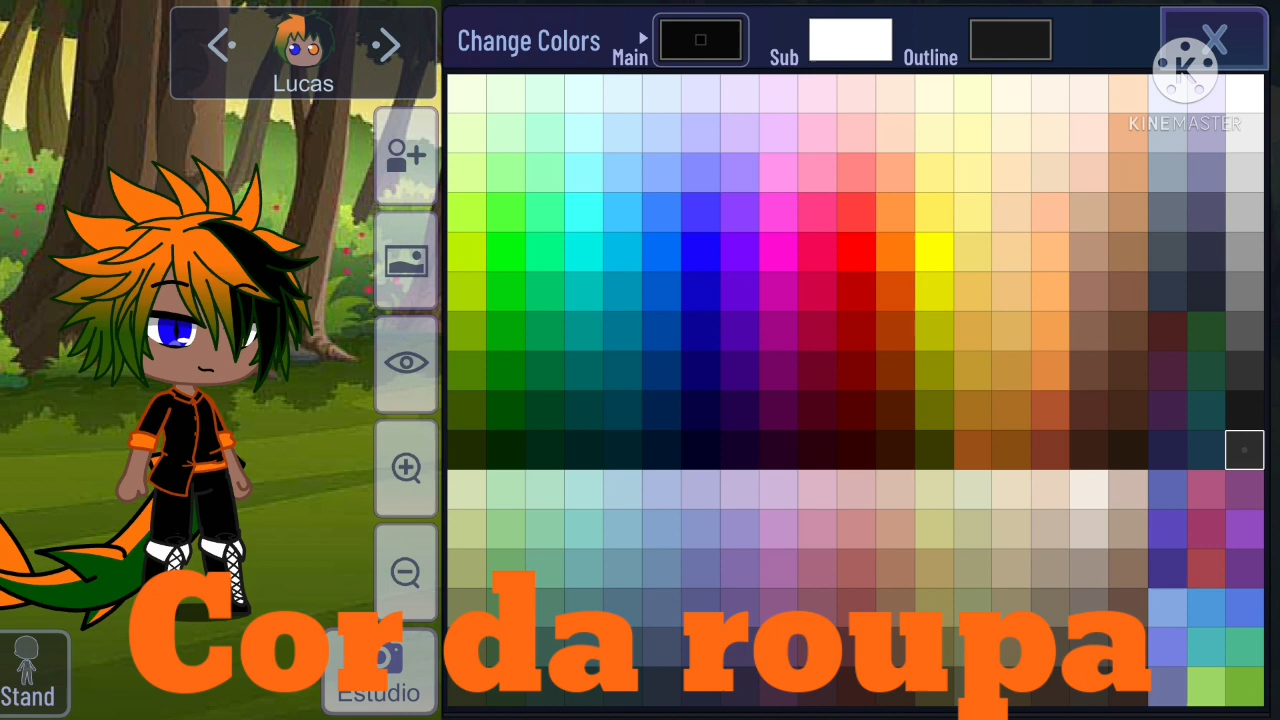 Lucas
Change Colors
Main
Sub
Outline
KINEMASTER
Cor da roupa
Stand
Estudio